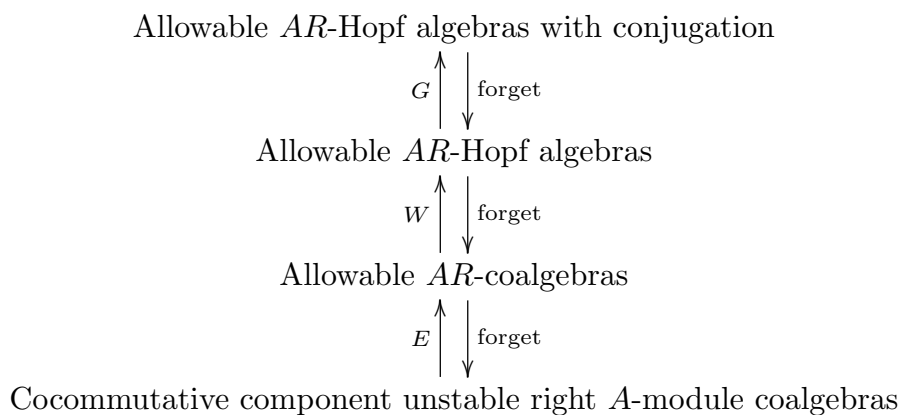 Allowable AR-Hopf algebras with conjugation
G forget
Allowable AR-Hopf algebras
W forget
Allowable AR-coalgebras
E forget
Cocommutative component unstable right A-module coalgebras